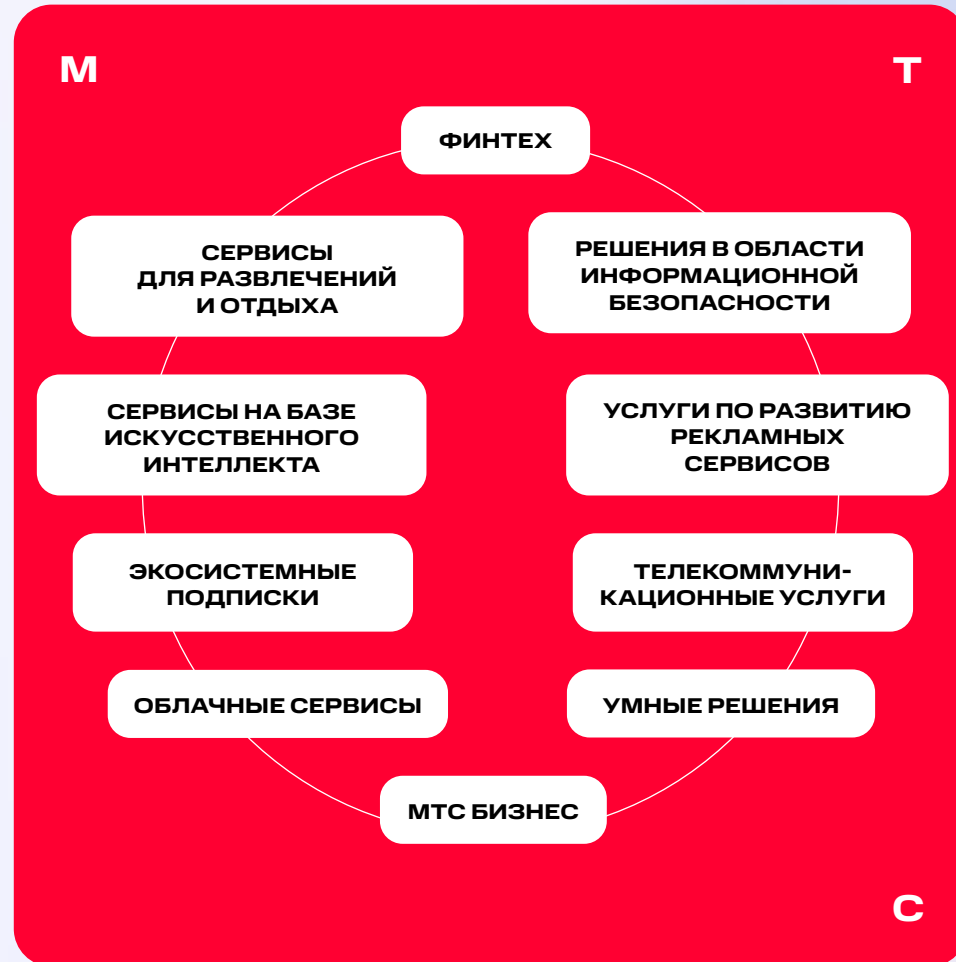 М
Т
ФИНТЕХ
СЕРВИСЫ
ДЛЯ РАЗВЛЕЧЕНИЙ
И ОТДЫХА
РЕШЕНИЯ В ОБЛАСТИ
ИНФОРМАЦИОННОЙ
БЕЗОПАСНОСТИ
СЕРВИСЫ НА БАЗЕ
ИСКУССТВЕННОГО
ИНТЕЛЛЕКТА
УСЛУГИ ПО РАЗВИТИЮ
РЕКЛАМНЫХ
СЕРВИСОВ
ЭКОСИСТЕМНЫЕ
ПОДПИСКИ
ТЕЛЕКОММУНИ-
КАЦИОННЫЕ УСЛУГИ
ОБЛАЧНЫЕ СЕРВИСЫ
УМНЫЕ РЕШЕНИЯ
МТС БИЗНЕС
С